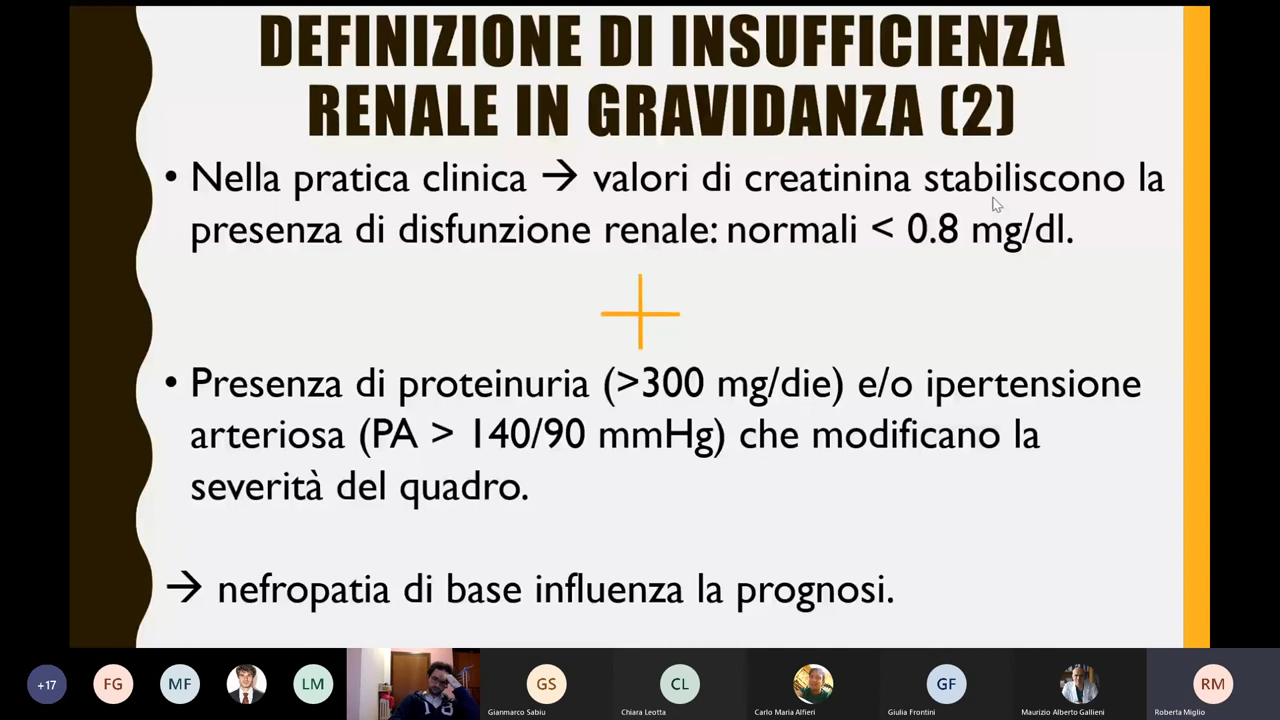 DEFINIZIONE DI INSUFFICIENZA
RENALE IN GRAVIDANZA (2)
• Nella pratica clinica → valori di creatinina stabiliscono la
presenza di disfunzione renale: normali < 0.8 mg/dl.
• Presenza di proteinuria (>300 mg/die) e/o ipertensione
arteriosa (PA > 140/90 mmHg) che modificano la
severità del quadro.
→ nefropatia di base influenza la prognosi.
+17
FG
MF
LM
GS
CL
GF
RM
Gianmarco Sabiu
Chiara Leotta
Carlo Maria Alfieri
Giulia Frontini
Maurizio Alberto Gallieni
Roberta Miglio